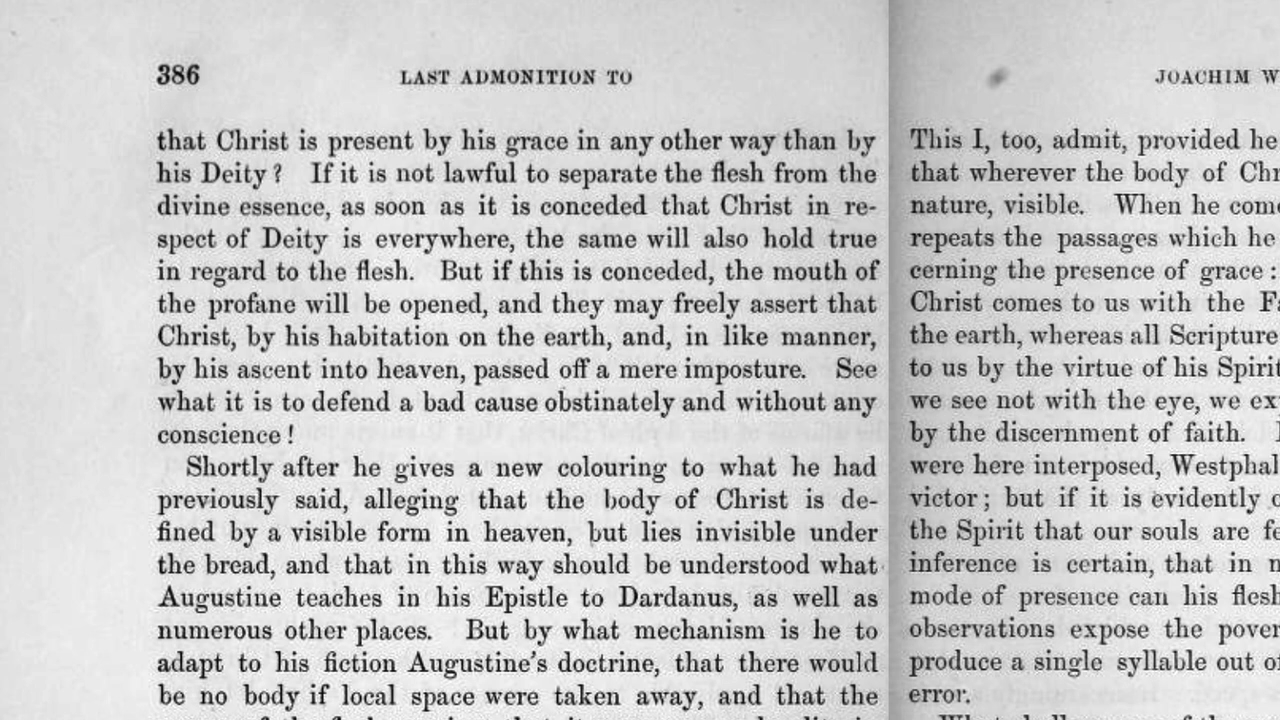 386 LAST ADMONITION TO
that Christ is present by his grace in any other way than by
his Deity ? If it is not lawful to separate the flesh from the
divine essence, as soon as it is conceded that Christ in re-
spect of Deity is everywhere, the same will also hold true
in regard to the flesh. But if this is conceded, the mouth of
the profane will be opened, and they may freely assert that
Christ, by his habitation on the earth, and, in like manner,
by his ascent into heaven, passed off a mere imposture. See
what it is to defend a bad cause obstinately and without any
conscience !
Shortly after he gives a new colouring to what he had
previously said, alleging that the body of Christ is de-
fined by a visible form in heaven, but lies invisible under
the bread, and that in this way should be understood what
Augustine teaches in his Epistle to Dardanus, as well as
numerous other places. But by what mechanism is he to
adapt to his fiction Augustine's doctrine, that there would
be no body if local space were taken away, and that the
JOACHIM W
This I, too, admit, provided he
that wherever the body of Chr
nature, visible. When he come
repeats the passages which he
cerning the presence of grace :
Christ comes to us with the F
the earth, whereas all Scripture
to us by the virtue of his Spirit
we see not with the eye, we ex
by the discernment of faith.
were here interposed, Westphal
victor ; but if it is evidently
the Spirit that our souls are fe
inference is certain, that in
mode of presence can his flesh
observations expose the pover
produce a single syllable out of
error.